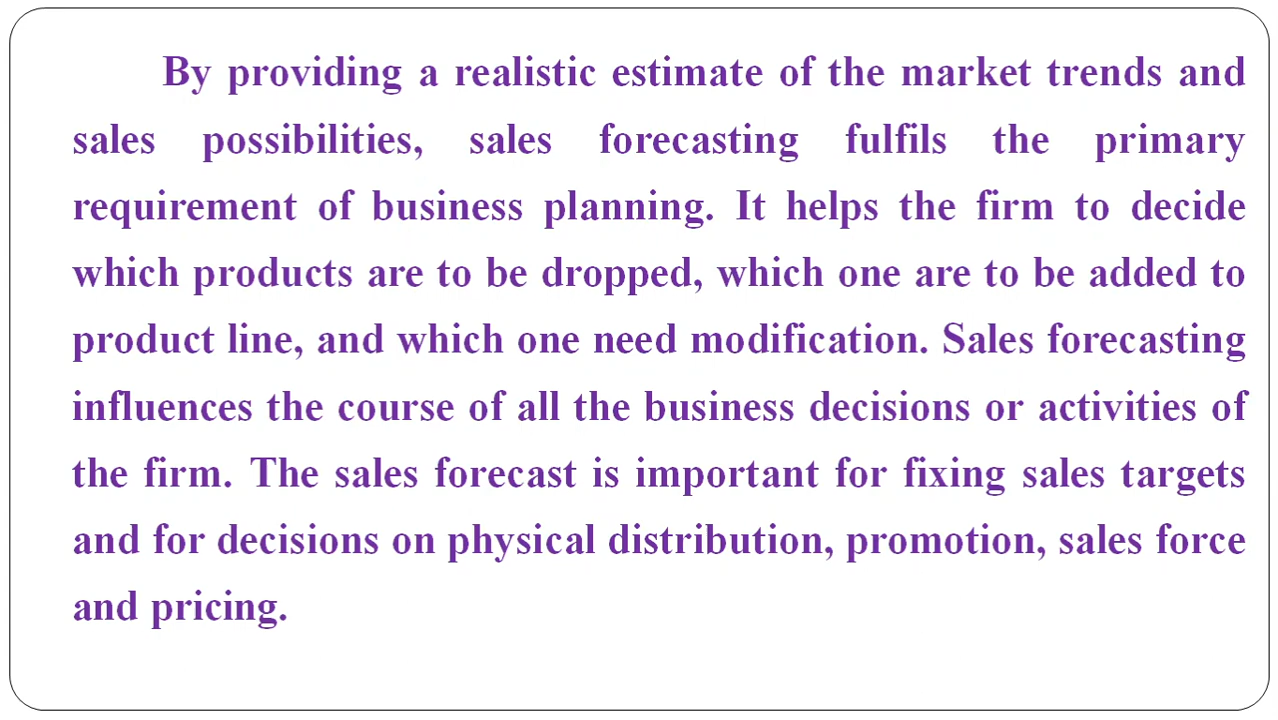 By providing a realistic estimate of the market trends and
sales possibilities, sales forecasting fulfils the primary
requirement of business planning. It helps the firm to decide
which products are to be dropped, which one are to be added to
product line, and which one need modification. Sales forecasting
influences the course of all the business decisions or activities of
the firm. The sales forecast is important for fixing sales targets
and for decisions on physical distribution, promotion, sales force
and pricing.